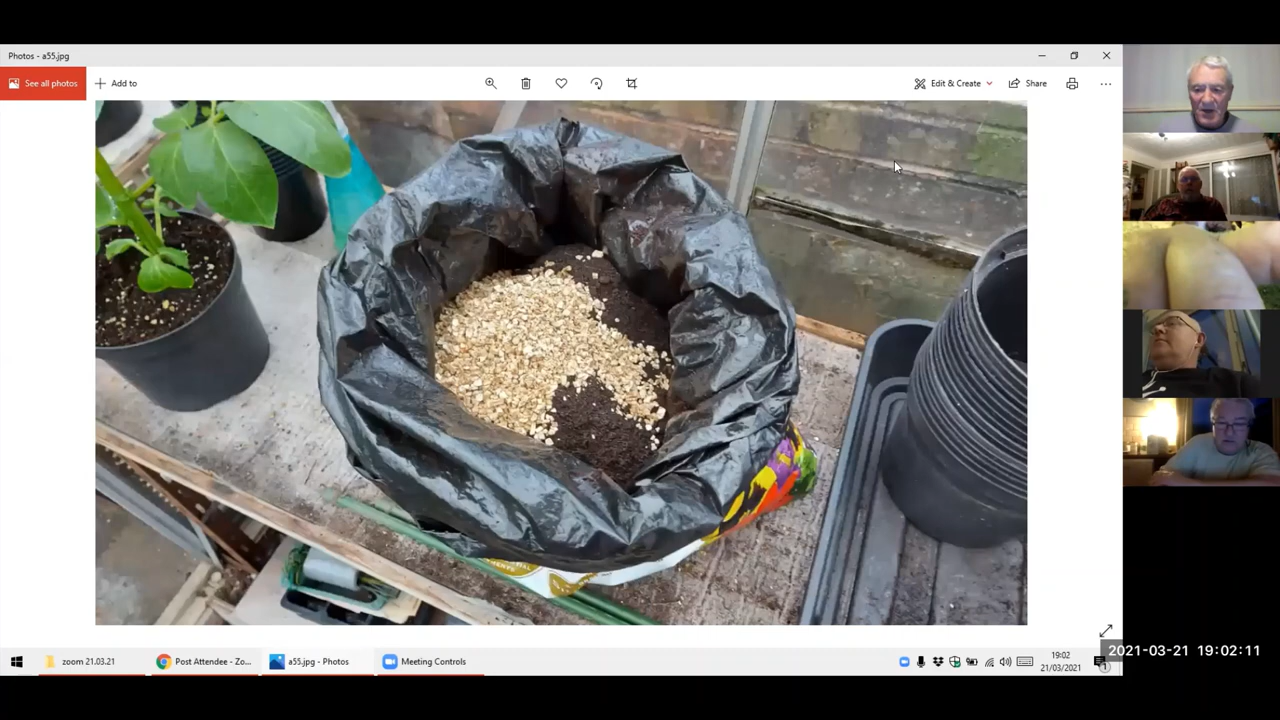 Photos - a55.jpg
See all photos
Add to
Edit & Create
Share
zoom 21.03.21
Post Attendee - Zo...
a55.jpg - Photos
Meeting Controls
19:02
21/03/2021
1
2021-03-21 19:02:11